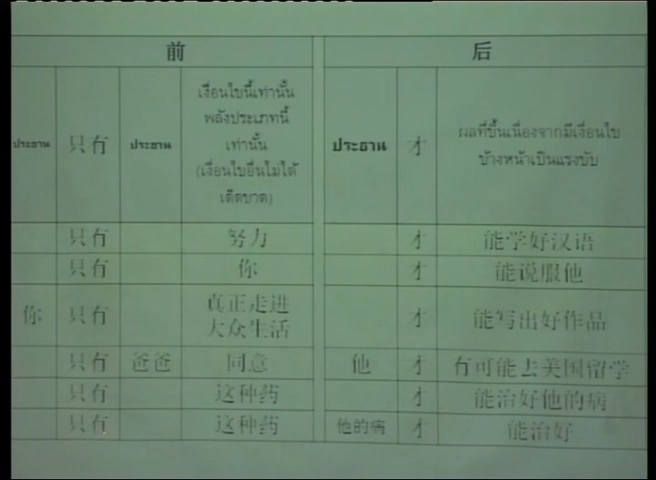 前 后
ประธาน 只有 ประธาน เงื่อนไขนี้เท่านั้น
พลังประเภทนี้
เท่านั้น
(เงื่อนไขอื่นไม่ได้
เด็ดขาด)
ประธาน 才 ผลที่ขึ้นเนื่องจากมีเงื่อนไข
ข้างหน้าเป็นแรงขับ
只有 努力 才 能学好汉语
只有 你 才 能说服他
你 只有 真正走进
大众生活 才 能写出好作品
只有 爸爸 同意 他 才 有可能去美国留学
只有 这种药 才 能治好他的病
只有 这种药 他的病 才 能治好